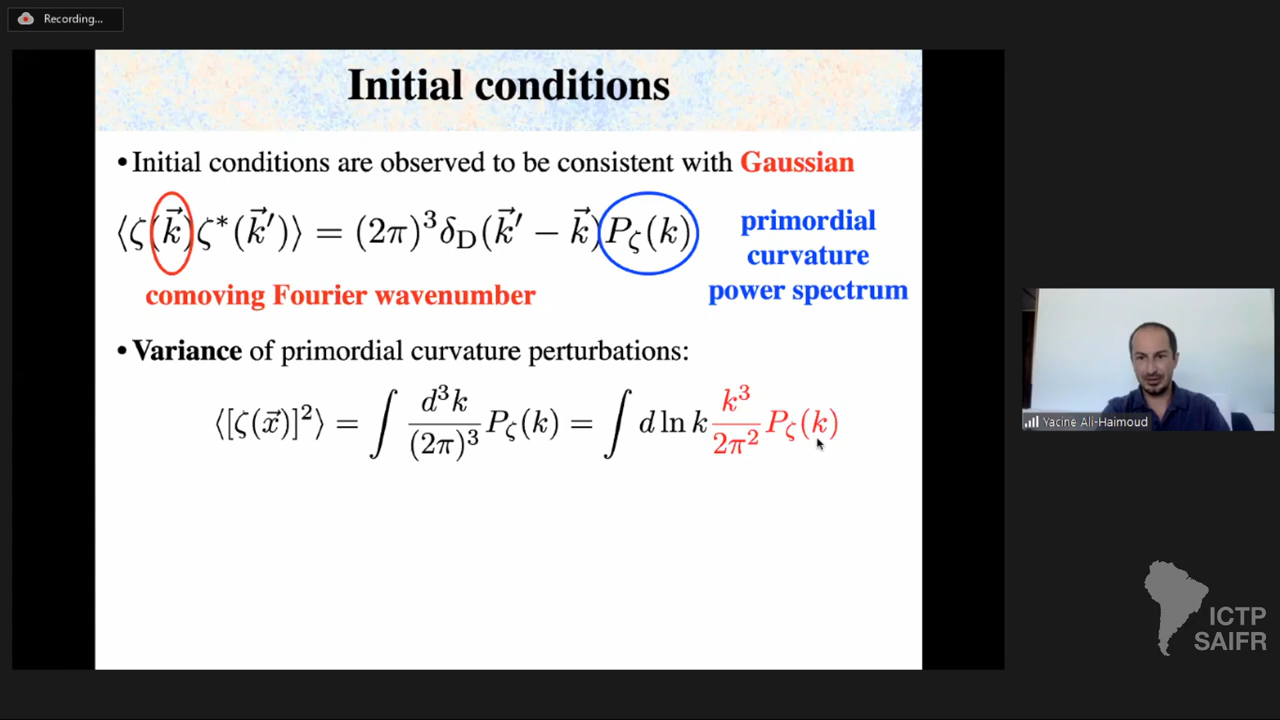 Recording...
Initial conditions
• Initial conditions are observed to be consistent with Gaussian
⟨ζ(k⃗)ζ*(k⃗′)⟩ = (2π)³δ_D(k⃗′ − k⃗)P_ζ(k)
primordial
curvature
power spectrum
comoving Fourier wavenumber
• Variance of primordial curvature perturbations:
⟨[ζ(x⃗)]²⟩ = ∫ d³k/(2π)³ P_ζ(k) = ∫ d ln k k³/2π² P_ζ(k)
Yacine Ali-Haimoud
ICTP
SAIFR